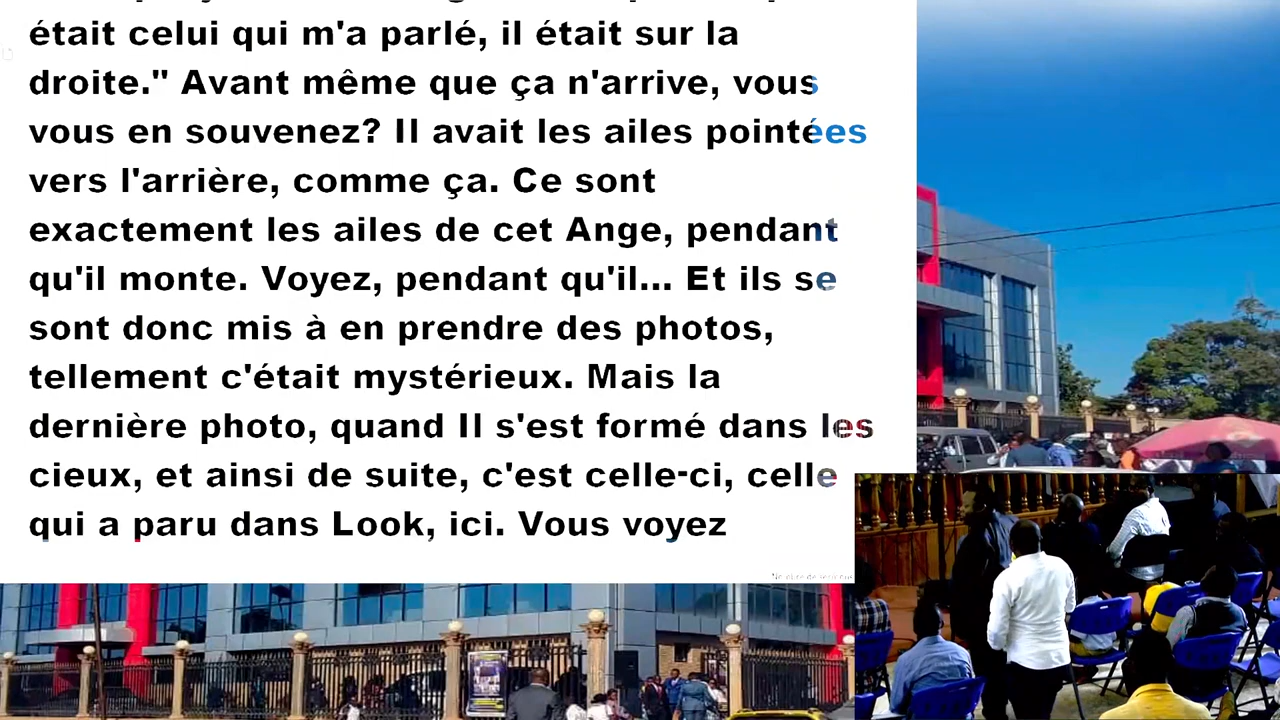 était celui qui m'a parlé, il était sur la
droite." Avant même que ça n'arrive, vous
vous en souvenez? Il avait les ailes pointées
vers l'arrière, comme ça. Ce sont
exactement les ailes de cet Ange, pendant
qu'il monte. Voyez, pendant qu'il... Et ils se
sont donc mis à en prendre des photos,
tellement c'était mystérieux. Mais la
dernière photo, quand Il s'est formé dans les
cieux, et ainsi de suite, c'est celle-ci, celle
qui a paru dans Look, ici. Vous voyez